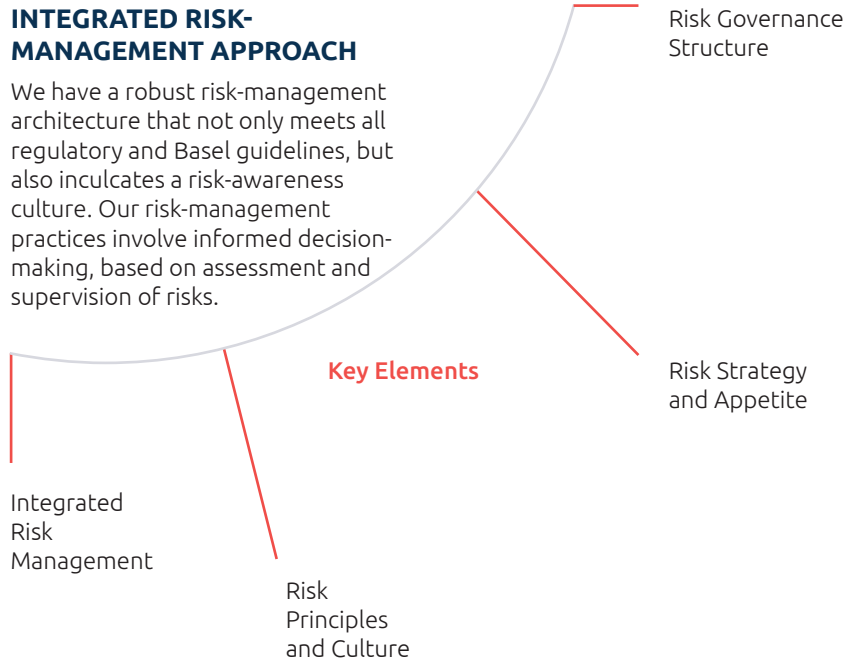 INTEGRATED RISK-
MANAGEMENT APPROACH
We have a robust risk-management
architecture that not only meets all
regulatory and Basel guidelines, but
also inculcates a risk-awareness
culture. Our risk-management
practices involve informed decision-
making, based on assessment and
supervision of risks.
Key Elements
Risk Governance
Structure
Risk Strategy
and Appetite
Risk
Principles
and Culture
Integrated
Risk
Management